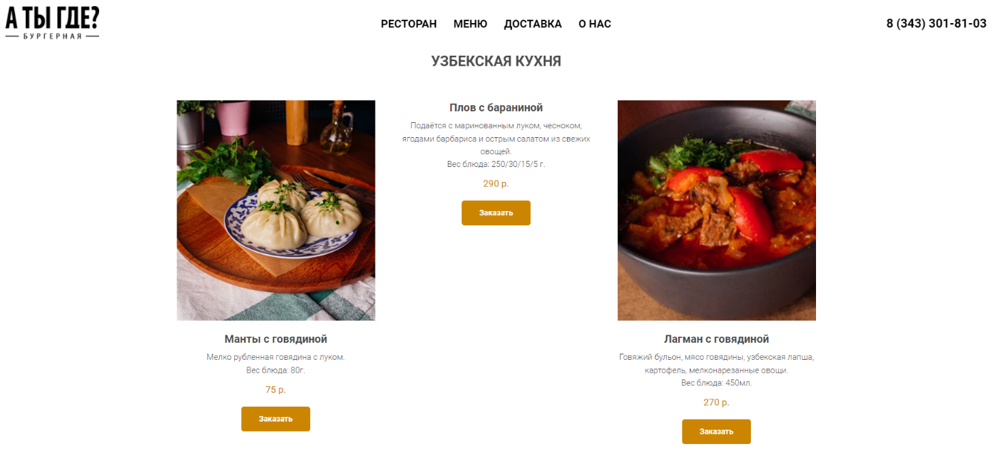 А ТЫ ГДЕ?
БУРГЕРНАЯ
РЕСТОРАН МЕНЮ ДОСТАВКА О НАС
8 (343) 301-81-03
УЗБЕКСКАЯ КУХНЯ
Манты с говядиной
Мелко рубленная говядина с луком.
Вес блюда: 80г.
75 р.
Заказать
Плов с бараниной
Подаётся с маринованным луком, чесноком,
ягодами барбариса и острым салатом из свежих
овощей.
Вес блюда: 250/30/15/5 г.
290 р.
Заказать
Лагман с говядиной
Говяжий бульон, мясо говядины, узбекская лапша,
картофель, мелконарезанные овощи.
Вес блюда: 450мл.
270 р.
Заказать